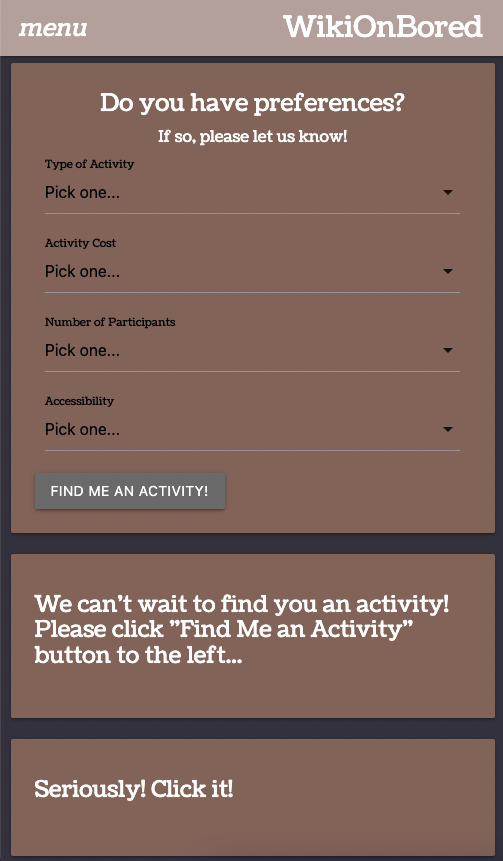 menu
WikiOnBored
Do you have preferences?
If so, please let us know!
Type of Activity
Pick one...
Activity Cost
Pick one...
Number of Participants
Pick one...
Accessibility
Pick one...
FIND ME AN ACTIVITY!
We can't wait to find you an activity!
Please click "Find Me an Activity"
button to the left...
Seriously! Click it!